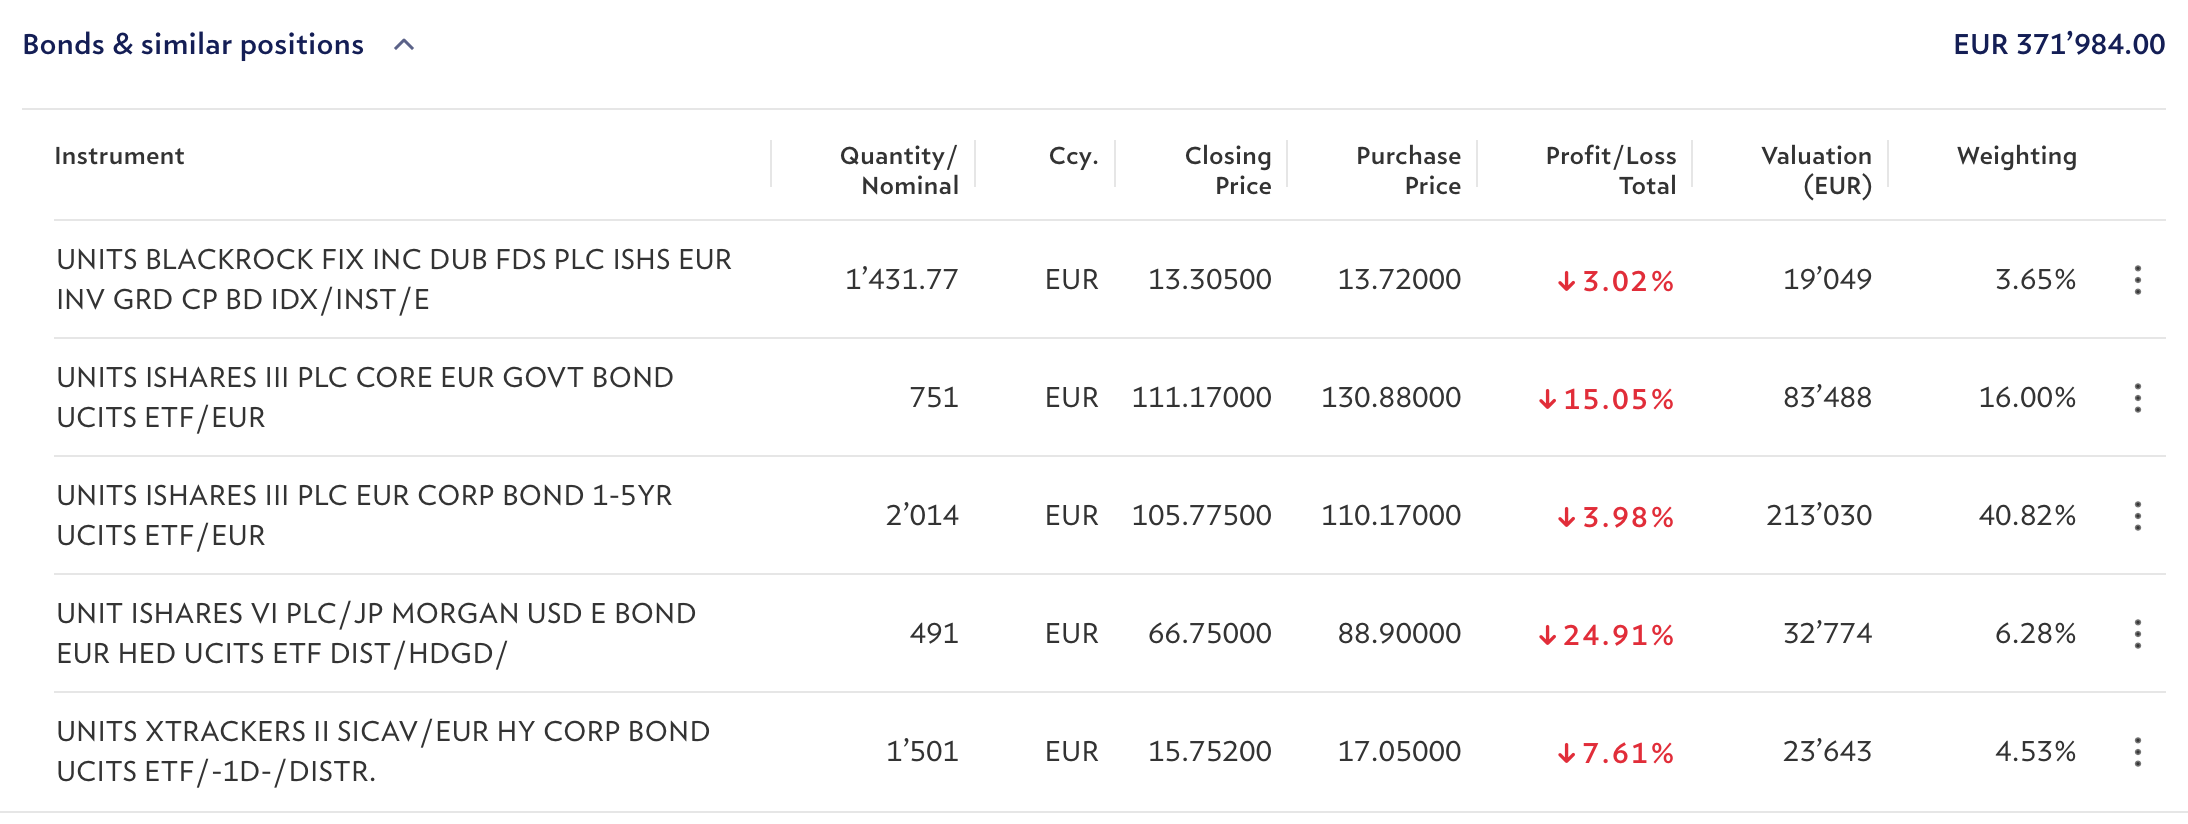 Bonds & similar positions EUR 371’984.00
Instrument Quantity/ Nominal Ccy. Closing Price Purchase Price Profit/Loss Total Valuation (EUR) Weighting
UNITS BLACKROCK FIX INC DUB FDS PLC ISHS EUR
INV GRD CP BD IDX/INST/E
1’431.77 EUR 13.30500 13.72000 ↓3.02% 19’049 3.65%
UNITS ISHARES III PLC CORE EUR GOVT BOND
UCITS ETF/EUR
751 EUR 111.17000 130.88000 ↓15.05% 83’488 16.00%
UNITS ISHARES III PLC EUR CORP BOND 1-5YR
UCITS ETF/EUR
2’014 EUR 105.77500 110.17000 ↓3.98% 213’030 40.82%
UNIT ISHARES VI PLC/JP MORGAN USD E BOND
EUR HED UCITS ETF DIST/HDGD/
491 EUR 66.75000 88.90000 ↓24.91% 32’774 6.28%
UNITS XTRACKERS II SICAV/EUR HY CORP BOND
UCITS ETF/-1D-/DISTR.
1’501 EUR 15.75200 17.05000 ↓7.61% 23’643 4.53%